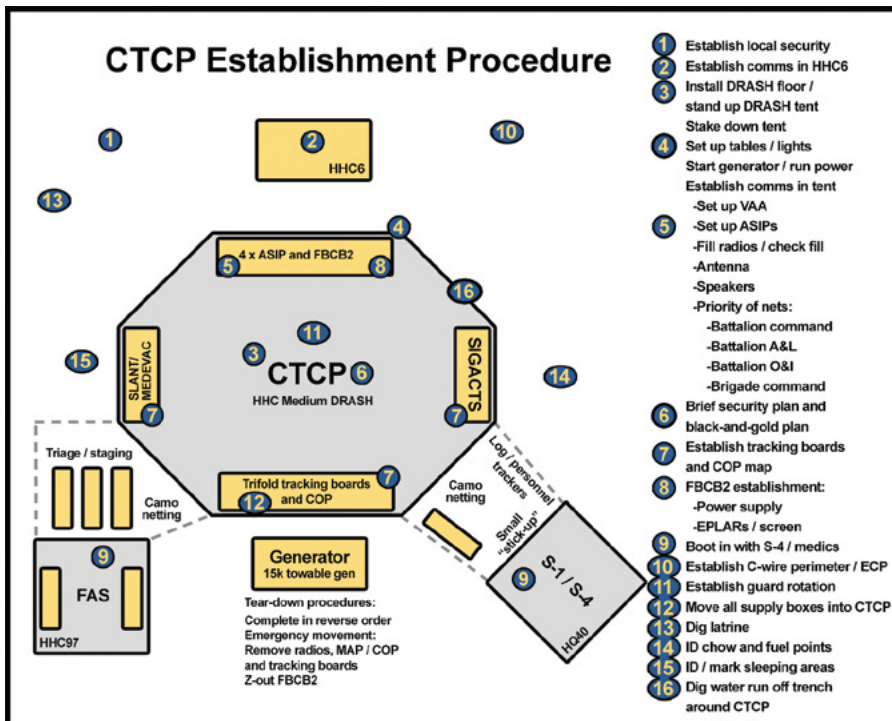 CTCP Establishment Procedure
1
2
HHC6
10
13
4
4 x ASIP and FBCB2
5
8
16
11
3
CTCP
6
HHC Medium DRASH
15
14
SLANT/
MEDEVAC
7
SIGACTS
7
Triage / staging
Camo
netting
Trifold tracking boards
and COP
7
12
Log / personnel
trackers
Camo
netting
Small
"stick-up"
9
FAS
HHC97
Generator
15k towable gen
9
S-1 / S-4
HQ40
Tear-down procedures:
Complete in reverse order
Emergency movement:
Remove radios, MAP / COP
and tracking boards
Z-out FBCB2
1 Establish local security
2 Establish comms in HHC6
3 Install DRASH floor /
stand up DRASH tent
Stake down tent
4 Set up tables / lights
Start generator / run power
Establish comms in tent
-Set up VAA
5 -Set up ASIPs
-Fill radios / check fill
-Antenna
-Speakers
-Priority of nets:
-Battalion command
-Battalion A&L
-Battalion O&I
-Brigade command
6 Brief security plan and
black-and-gold plan
7 Establish tracking boards
and COP map
8 FBCB2 establishment:
-Power supply
-EPLARs / screen
9 Boot in with S-4 / medics
10 Establish C-wire perimeter / ECP
11 Establish guard rotation
12 Move all supply boxes into CTCP
13 Dig latrine
14 ID chow and fuel points
15 ID / mark sleeping areas
16 Dig water run off trench
around CTCP